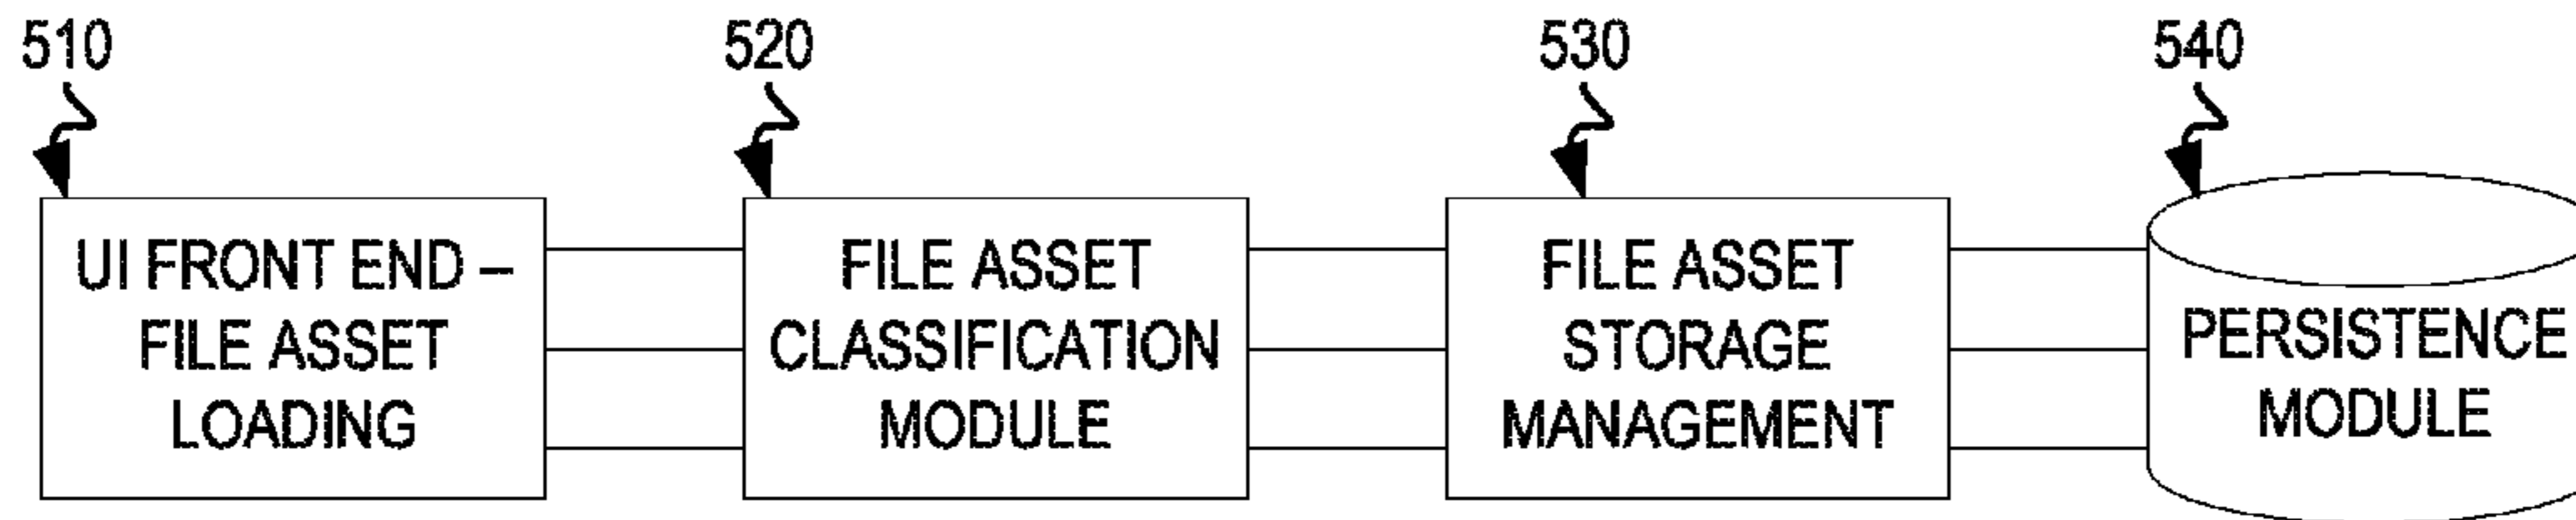 510
520
530
540
UI FRONT END –
FILE ASSET
LOADING
FILE ASSET
CLASSIFICATION
MODULE
FILE ASSET
STORAGE
MANAGEMENT
PERSISTENCE
MODULE